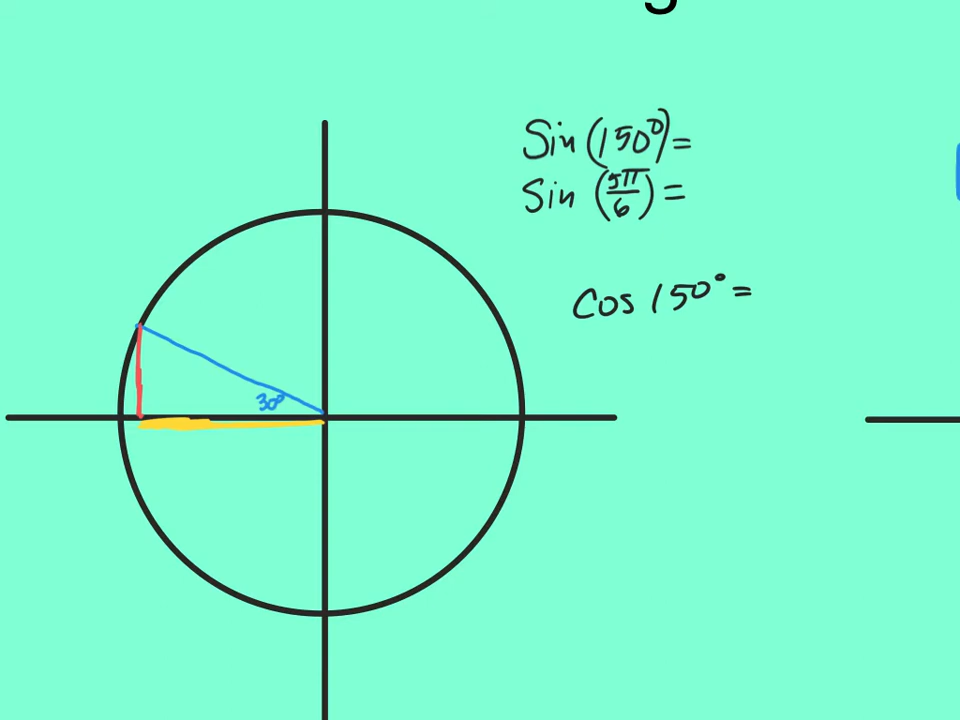 Sin (150°)=
Sin (5π/6) =
Cos 150° =
30°